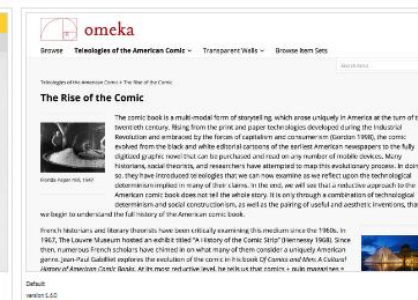 omeka
Browse Teleologies of the American Comic Transparent Walls Browse Item Sets
Teleologies of the American Comic > The Rise of the Comic
The Rise of the Comic
The comic book is a multi-modal form of storytelling, which arose uniquely in America at the turn of t
twentieth century. Rising from the print and paper technologies developed during the Industrial
Revolution and embraced by the forces of capitalism and consumerism (Gordon 1998), the comic
evolved from the black and white editorial cartoons of the earliest American newspapers to the fully
digitized graphic novel that can be purchased and read on any number of mobile devices. Many
historians, social theorists, and researchers have attempted to map this evolutionary process. In doin
so, they have introduced teleologies that we can now examine as we reflect upon the technological
determinism implied in many of their claims. In the end, we will see that a reductive approach to the
American comic book does not tell the whole story. It is only through a combination of technological
determinism and social constructionism, as well as the pairing of useful and aesthetic inventions, tha
Florida Paper Mill, 1947
we begin to understand the full history of the American comic book.
French historians and literary theorists have been critically examining this medium since the 1960s. In
1967, The Louvre Museum hosted an exhibit titled "A History of the Comic Strip" (Hennesy 1968). Since
then, numerous French scholars have chimed in on what many of them consider a uniquely American
genre. Jean-Paul Gabilliet explores the evolution of the comic in his book Of Comics and Men: A Cultural
History of American Comic Books. At its most reductive level, he tells us that comics + pulp magazines =
Default
version 1.6.0